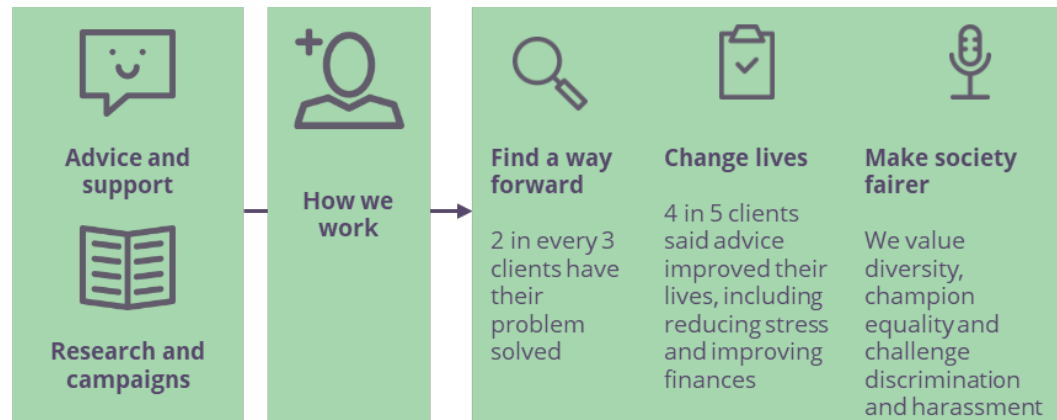 Advice and
support
Research and
campaigns
How we
work
Find a way
forward
2 in every 3
clients have
their
problem
solved
Change lives
4 in 5 clients
said advice
improved their
lives, including
reducing stress
and improving
finances
Make society
fairer
We value
diversity,
champion
equality and
challenge
discrimination
and harassment